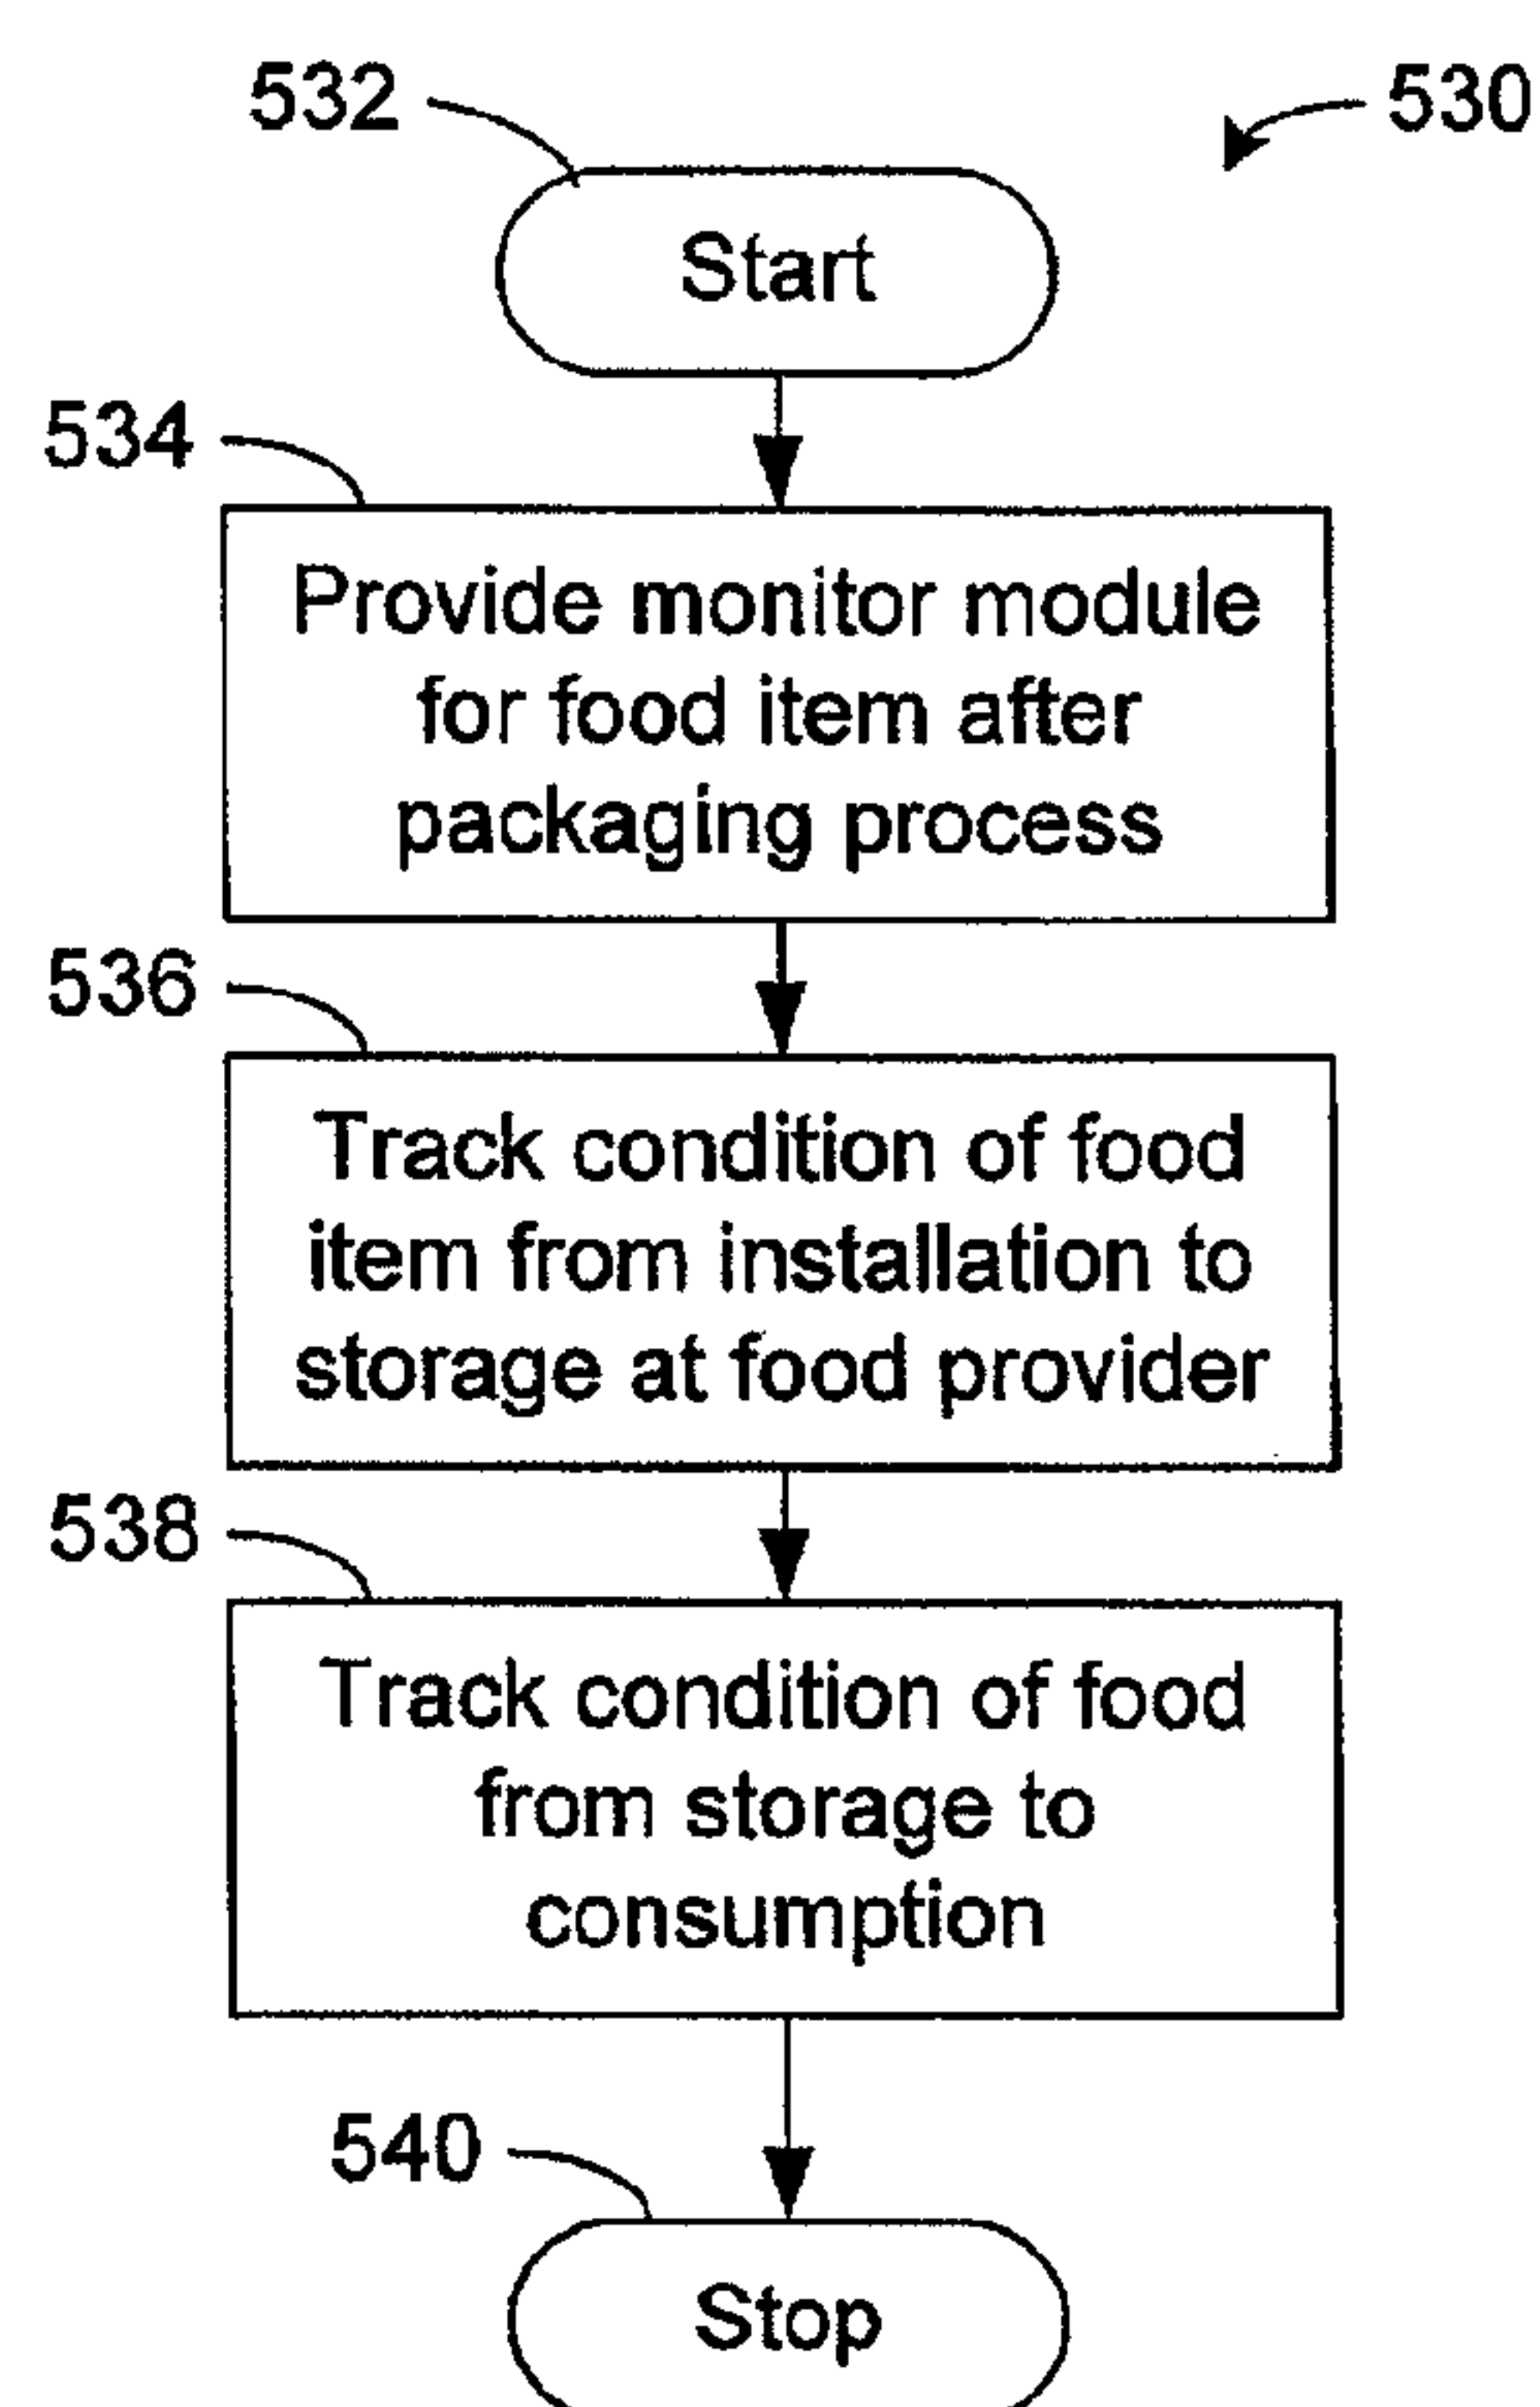 532
530
Start
534
Provide monitor module
for food item after
packaging process
536
Track condition of food
item from installation to
storage at food provider
538
Track condition of food
from storage to
consumption
540
Stop